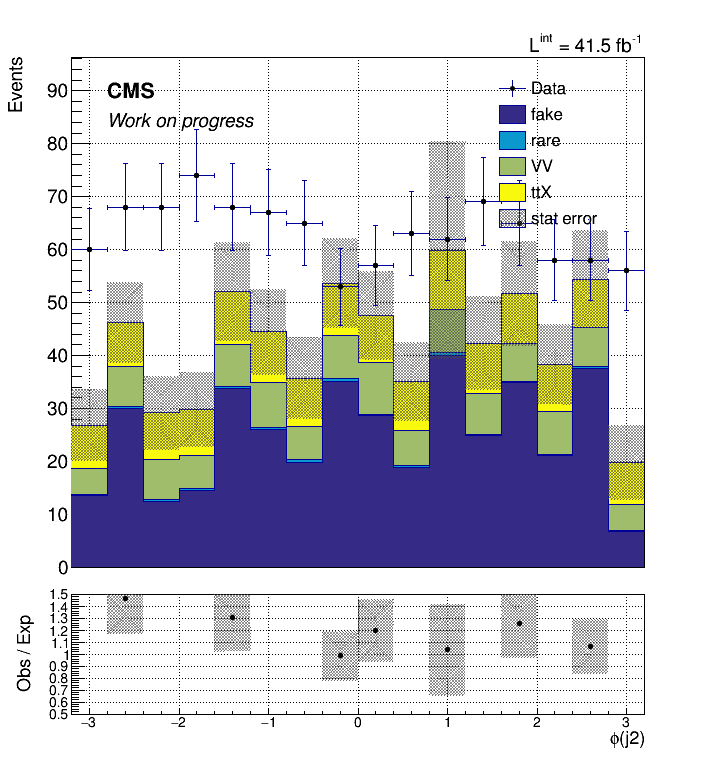 L^int = 41.5 fb^-1
Events
CMS
Work on progress
Data
fake
rare
VV
ttX
stat error
90
80
70
60
50
40
30
20
10
0
Obs / Exp
1.5
1.4
1.3
1.2
1.1
1
0.9
0.8
0.7
0.6
0.5
−3 −2 −1 0 1 2 3
ϕ(j2)